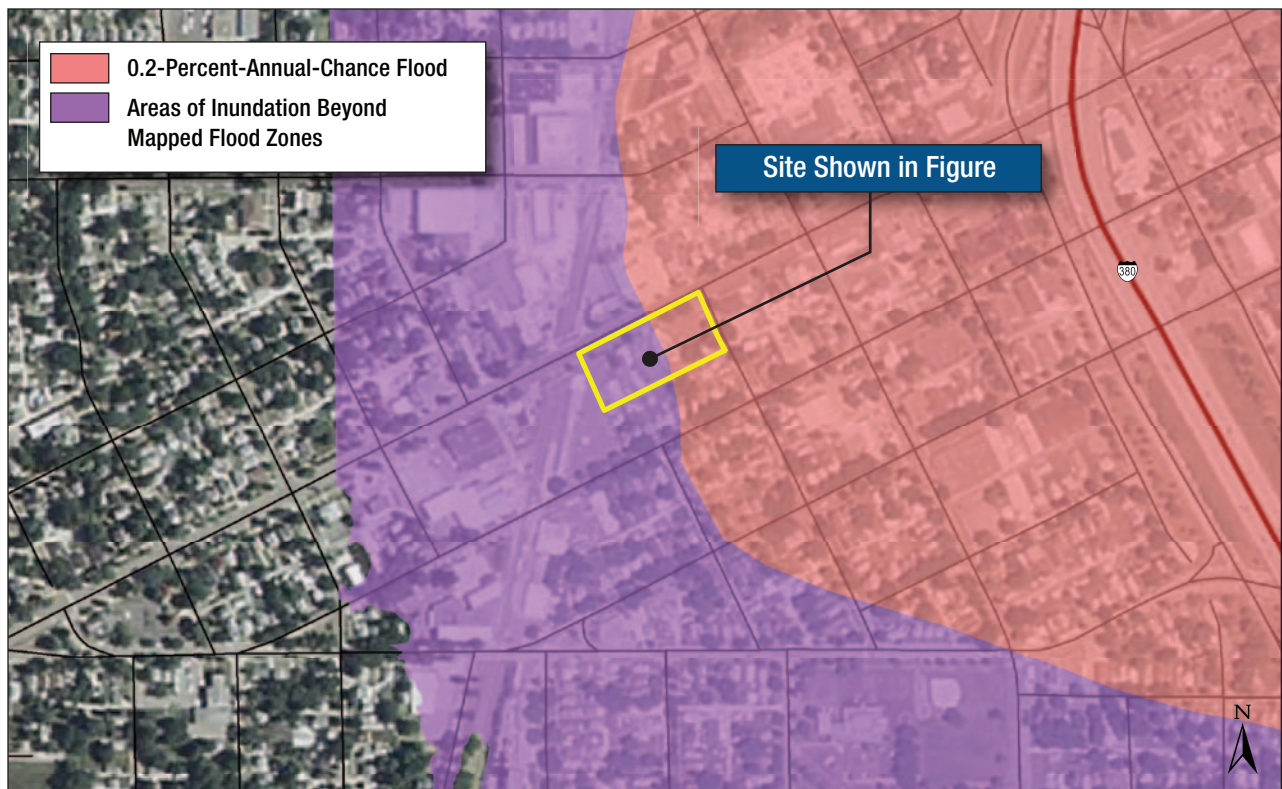 0.2-Percent-Annual-Chance Flood
Areas of Inundation Beyond
Mapped Flood Zones
Site Shown in Figure
380
N